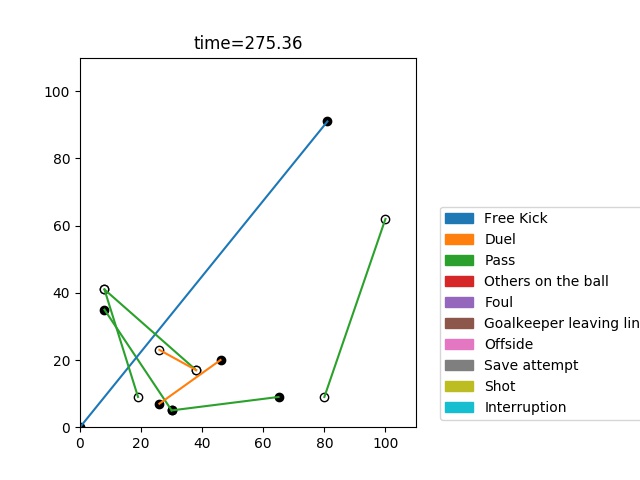 time=275.36
100
80
60
40
20
0
0 20 40 60 80 100
Free Kick
Duel
Pass
Others on the ball
Foul
Goalkeeper leaving lin
Offside
Save attempt
Shot
Interruption